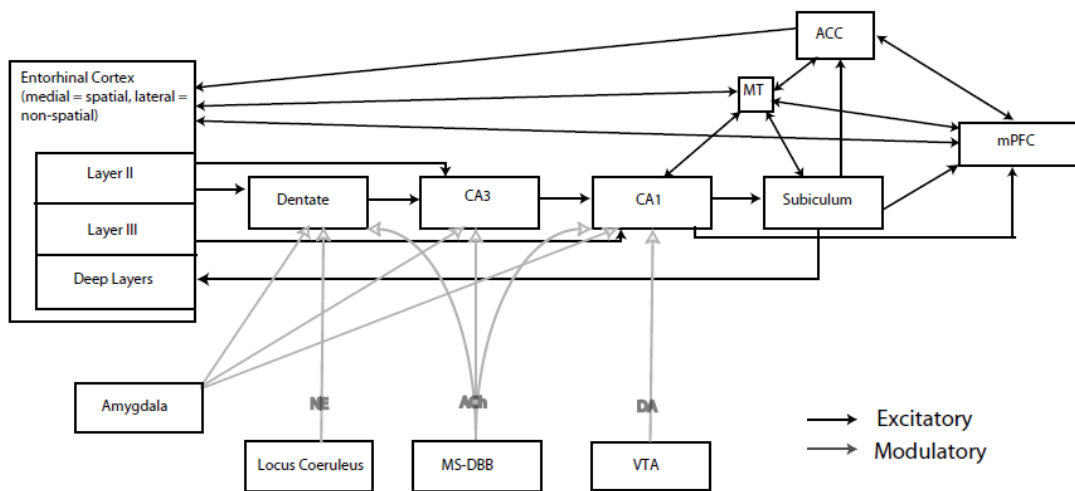 ACC
Entorhinal Cortex
(medial = spatial, lateral =
non-spatial)
MT
mPFC
Layer II
Dentate
CA3
CA1
Subiculum
Layer III
Deep Layers
Amygdala
NE
ACh
DA
Excitatory
Modulatory
Locus Coeruleus
MS-DBB
VTA